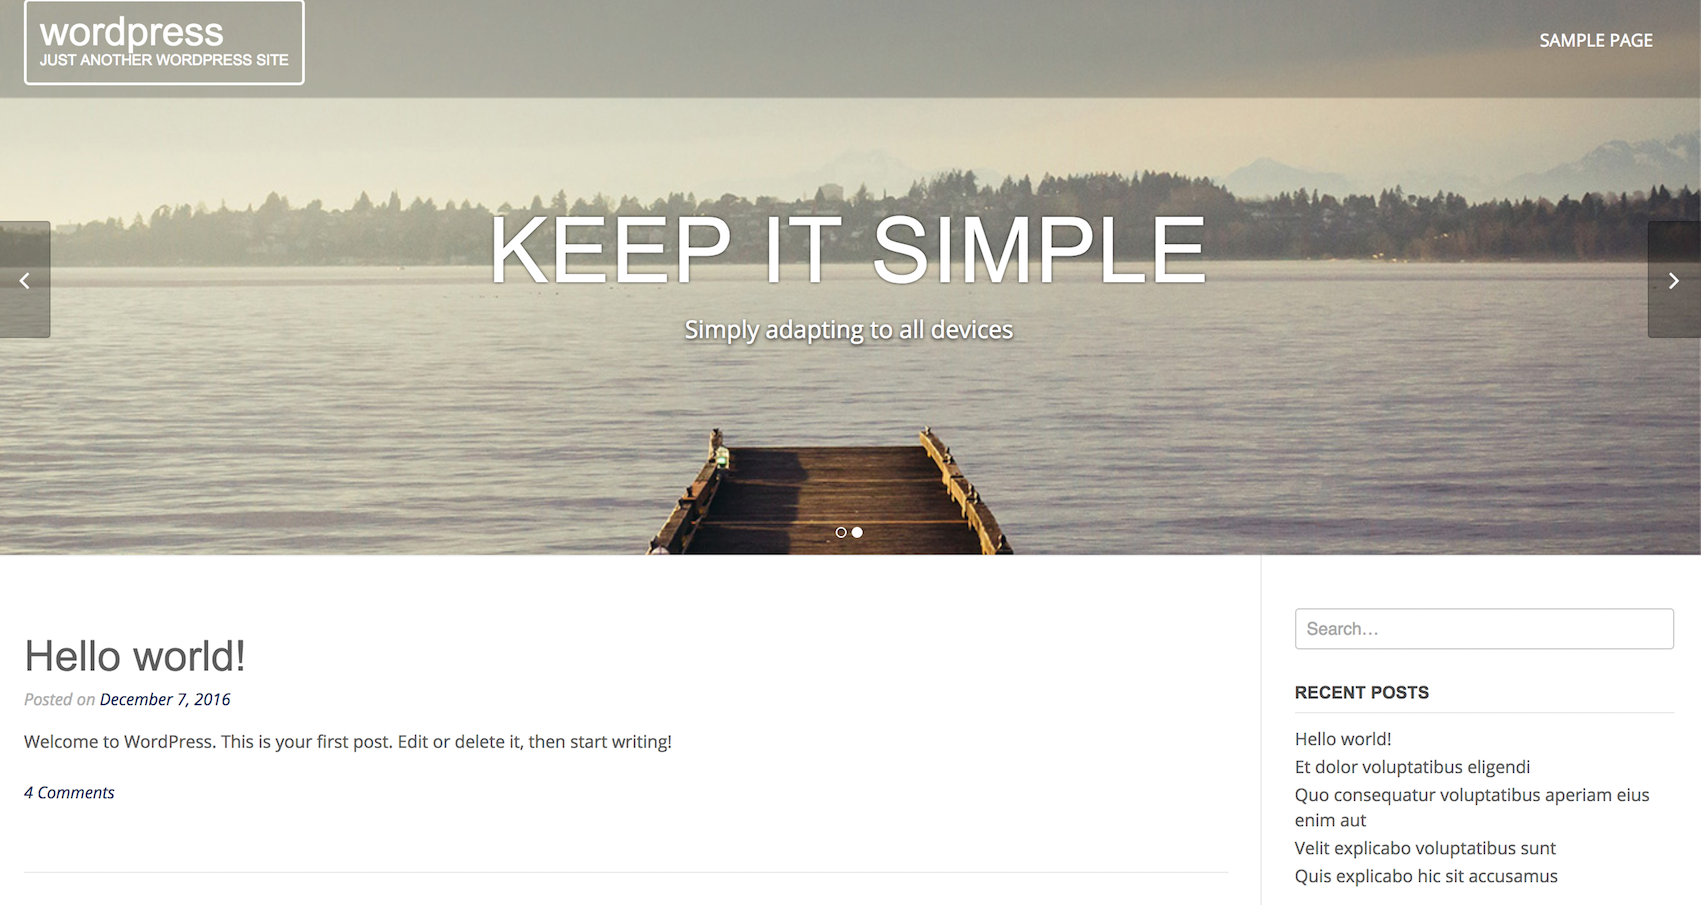 wordpress
JUST ANOTHER WORDPRESS SITE
SAMPLE PAGE
KEEP IT SIMPLE
Simply adapting to all devices
Hello world!
Posted on December 7, 2016
Welcome to WordPress. This is your first post. Edit or delete it, then start writing!
4 Comments
Search…
RECENT POSTS
Hello world!
Et dolor voluptatibus eligendi
Quo consequatur voluptatibus aperiam eius
enim aut
Velit explicabo voluptatibus sunt
Quis explicabo hic sit accusamus